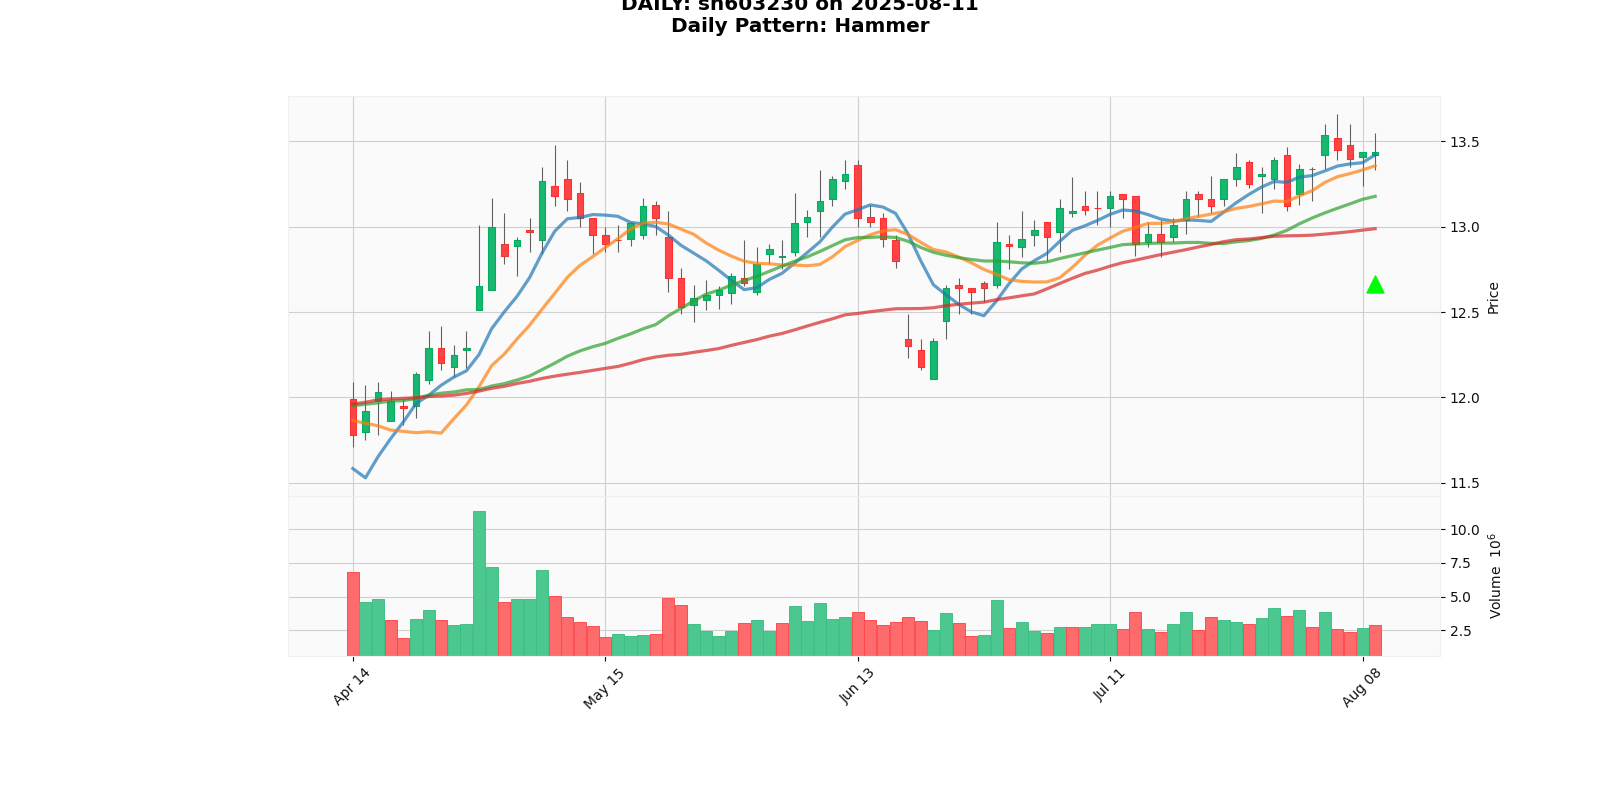 DAILY: sh603230 on 2025-08-11
Daily Pattern: Hammer
13.5
13.0
12.5
12.0
11.5
Price
10.0
7.5
5.0
2.5
Volume 10^6
Apr 14
May 15
Jun 13
Jul 11
Aug 08